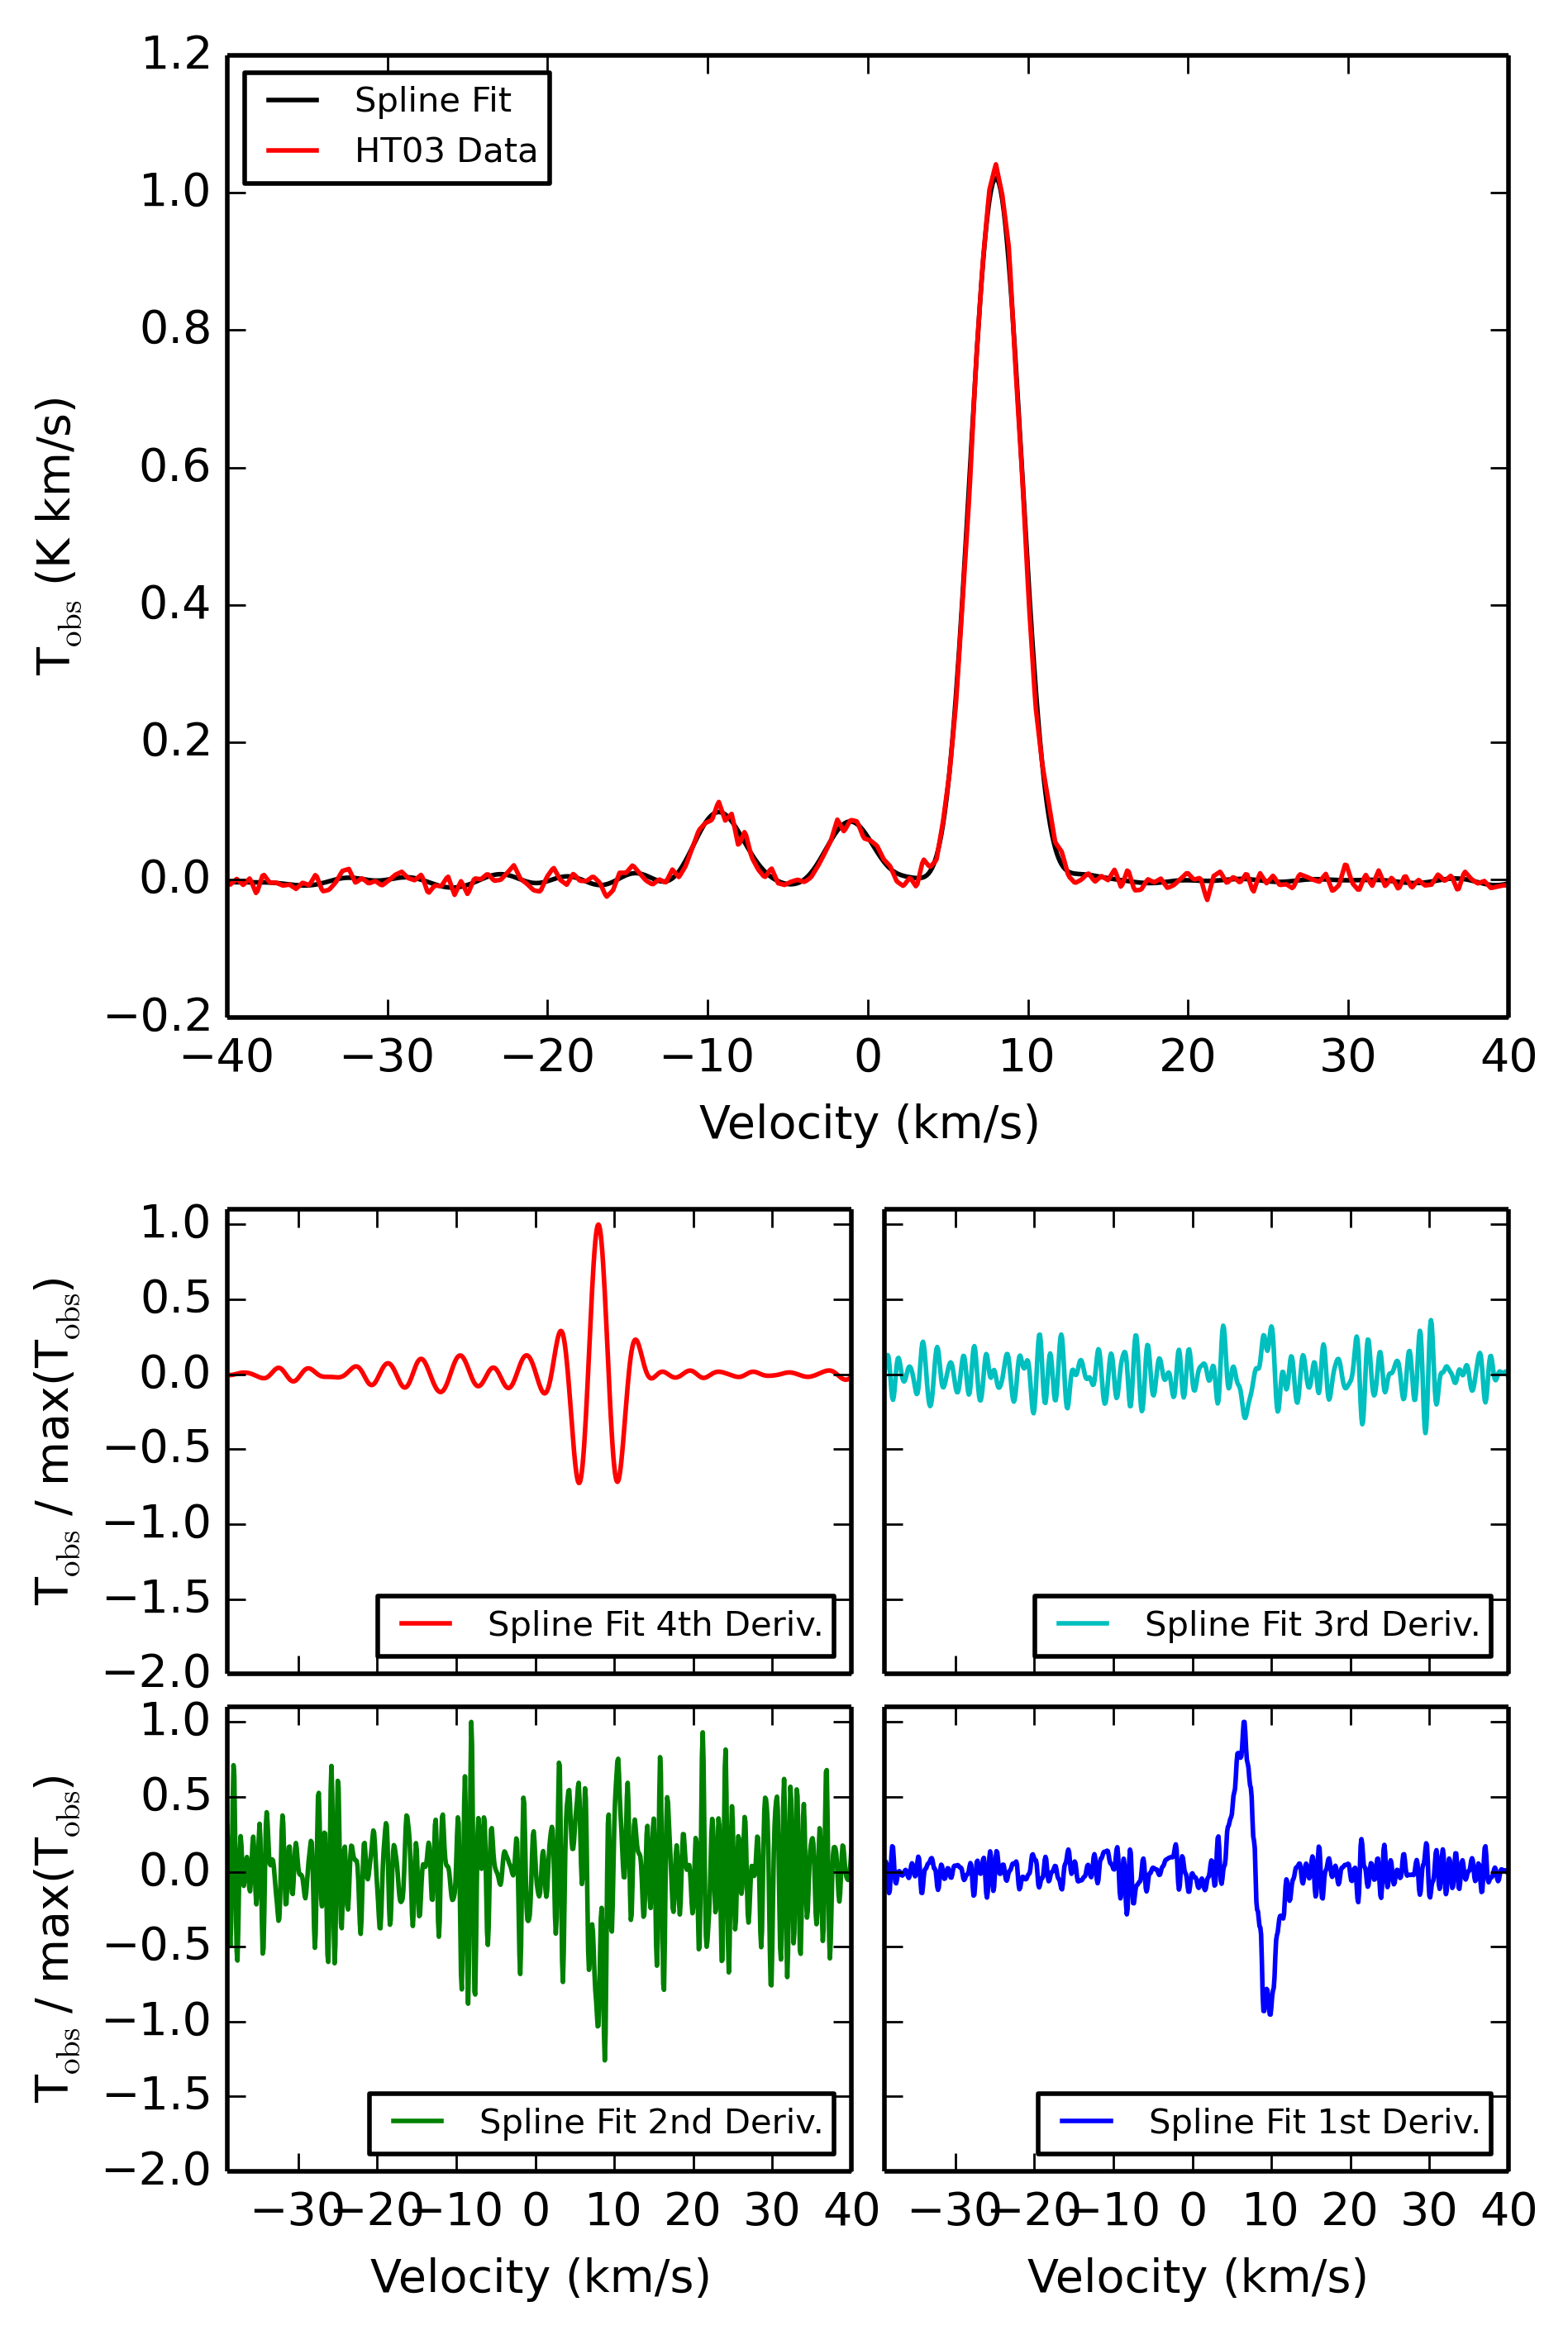 1.2
1.0
0.8
0.6
0.4
0.2
0.0
−0.2
T_obs (K km/s)
Spline Fit
HT03 Data
−40 −30 −20 −10 0 10 20 30 40
Velocity (km/s)
1.0
0.5
0.0
−0.5
−1.0
−1.5
−2.0
T_obs / max(T_obs)
Spline Fit 4th Deriv.
Spline Fit 3rd Deriv.
1.0
0.5
0.0
−0.5
−1.0
−1.5
−2.0
T_obs / max(T_obs)
Spline Fit 2nd Deriv.
Spline Fit 1st Deriv.
−30 −20 −10 0 10 20 30 40
−30 −20 −10 0 10 20 30 40
Velocity (km/s)
Velocity (km/s)